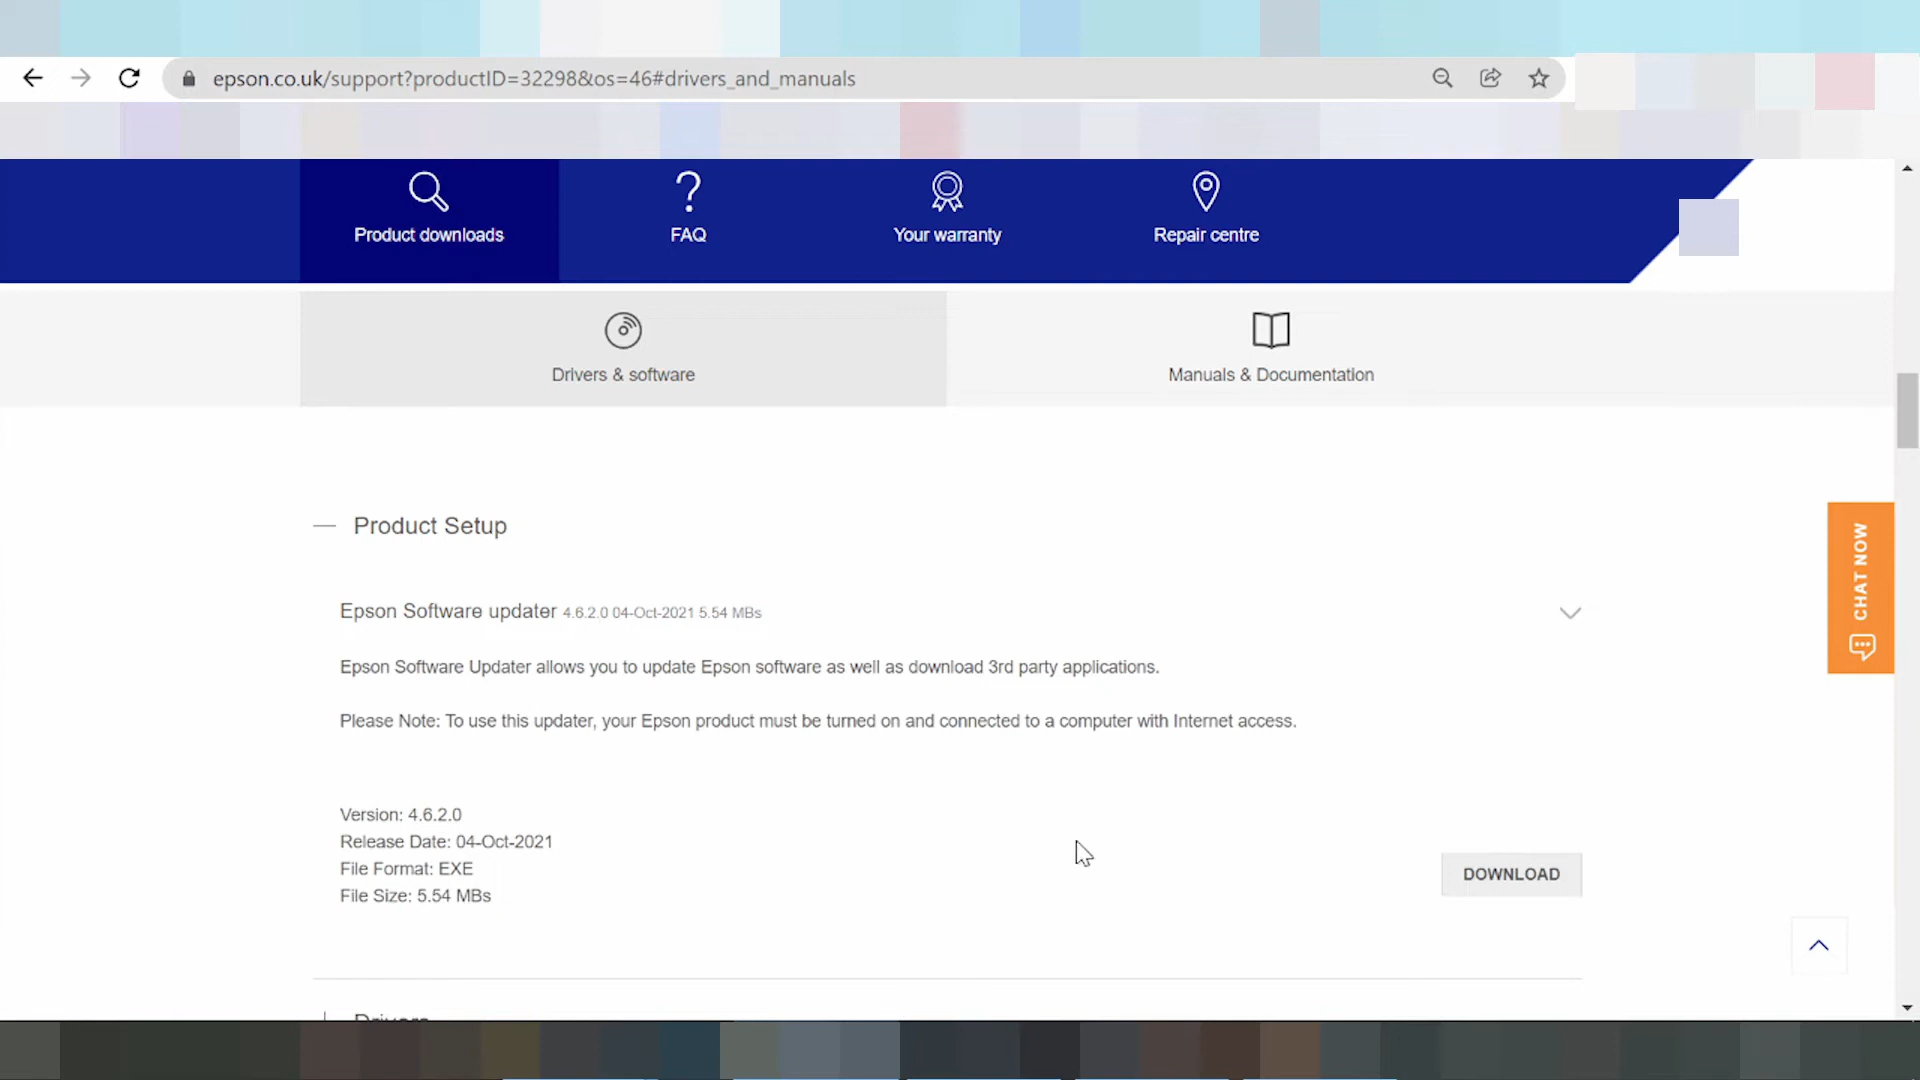 epson.co.uk/support?productID=32298&os=46#drivers_and_manuals
Product downloads
FAQ
Your warranty
Repair centre
Drivers & software
Manuals & Documentation
Product Setup
Epson Software updater 4.6.2.0 04-Oct-2021 5.54 MBs
Epson Software Updater allows you to update Epson software as well as download 3rd party applications.
Please Note: To use this updater, your Epson product must be turned on and connected to a computer with Internet access.
Version: 4.6.2.0
Release Date: 04-Oct-2021
File Format: EXE
File Size: 5.54 MBs
DOWNLOAD
CHAT NOW
Drivers